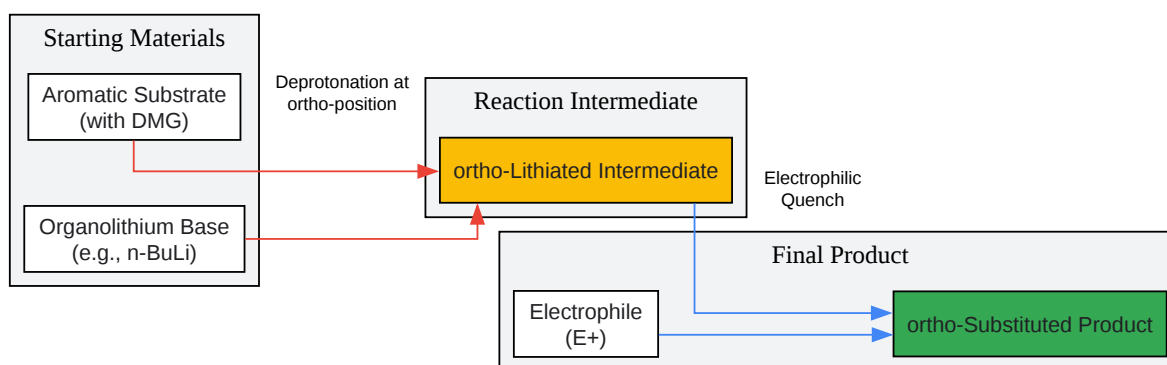 Starting Materials
Aromatic Substrate
(with DMG)
Organolithium Base
(e.g., n-BuLi)
Deprotonation at
ortho-position
Reaction Intermediate
ortho-Lithiated Intermediate
Electrophilic
Quench
Final Product
Electrophile
(E+)
ortho-Substituted Product